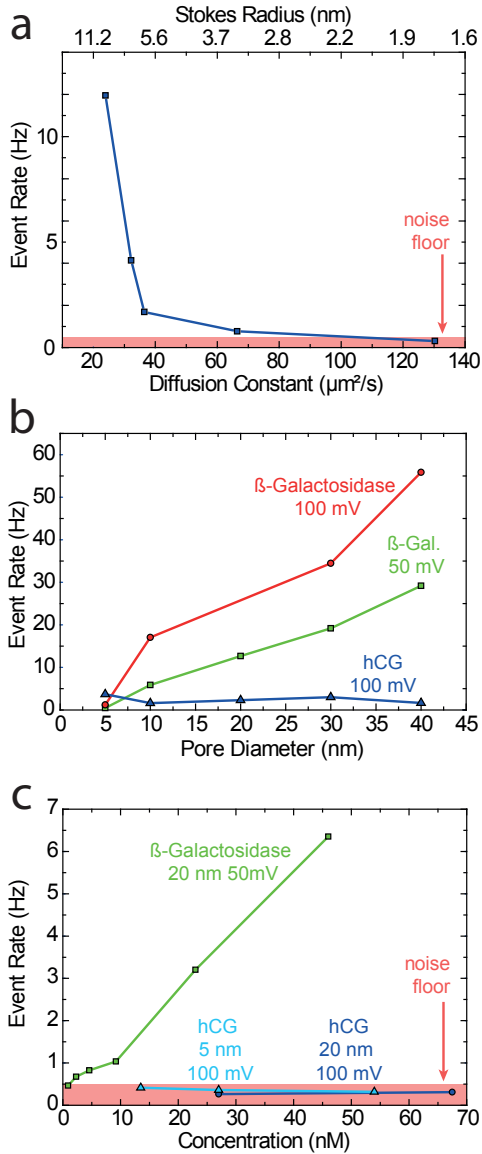 a
Stokes Radius (nm)
11.2 5.6 3.7 2.8 2.2 1.9 1.6
Event Rate (Hz)
10
5
0
noise
floor
20 40 60 80 100 120 140
Diffusion Constant (µm²/s)
b
Event Rate (Hz)
60
50
40
30
20
10
0
ß-Galactosidase
100 mV
ß-Gal.
50 mV
hCG
100 mV
0 5 10 15 20 25 30 35 40 45
Pore Diameter (nm)
c
Event Rate (Hz)
7
6
5
4
3
2
1
0
ß-Galactosidase
20 nm 50mV
noise
floor
hCG
5 nm
100 mV
hCG
20 nm
100 mV
0 10 20 30 40 50 60 70
Concentration (nM)